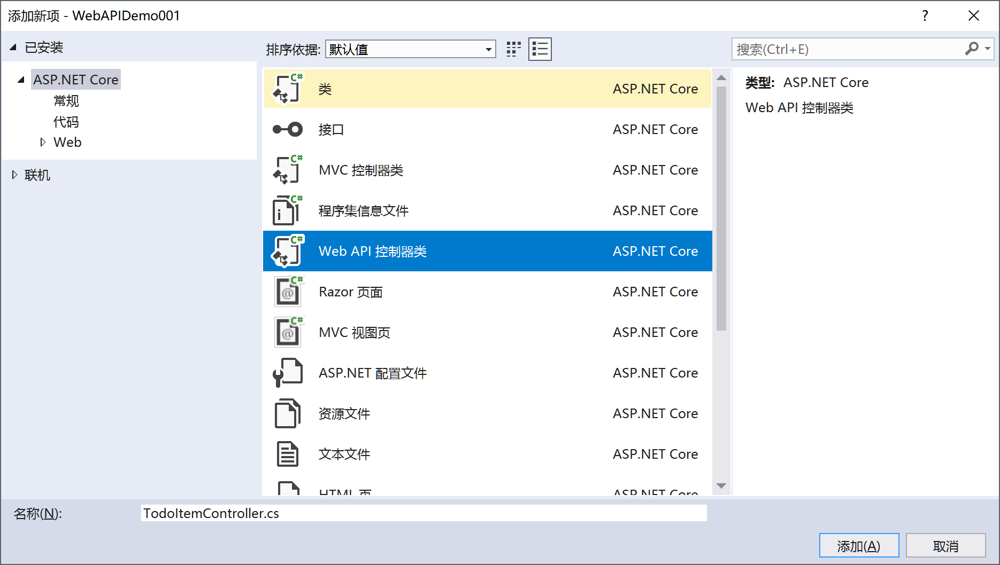 添加新项 - WebAPIDemo001
?
已安装
排序依据: 默认值
搜索(Ctrl+E)
ASP.NET Core
常规
代码
Web
联机
类 ASP.NET Core
接口 ASP.NET Core
MVC 控制器类 ASP.NET Core
程序集信息文件 ASP.NET Core
Web API 控制器类 ASP.NET Core
Razor 页面 ASP.NET Core
MVC 视图页 ASP.NET Core
ASP.NET 配置文件 ASP.NET Core
资源文件 ASP.NET Core
文本文件 ASP.NET Core
HTML 页 ASP.NET Core
类型: ASP.NET Core
Web API 控制器类
名称(N): TodoItemController.cs
添加(A) 取消